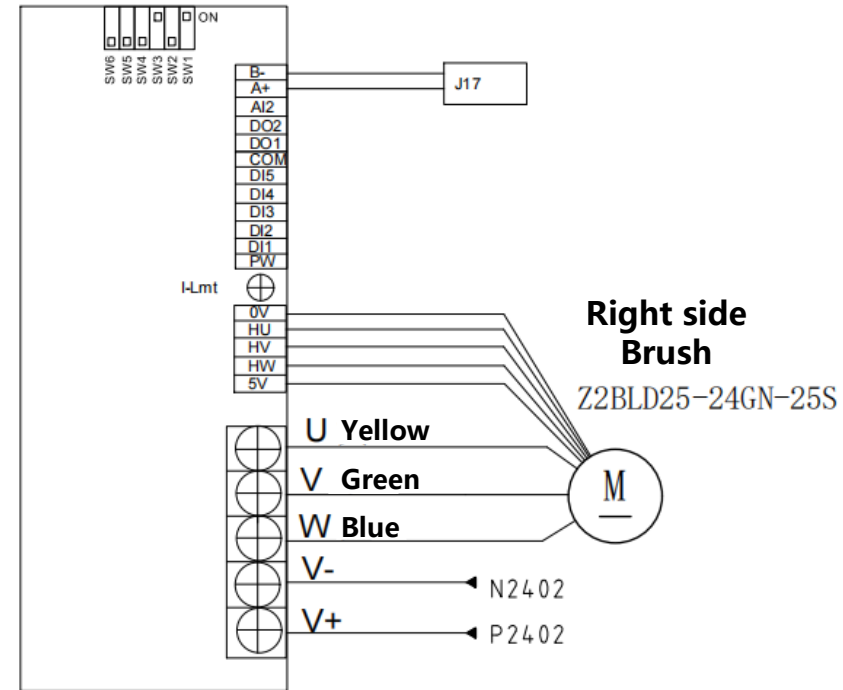 ON
SW6
SW5
SW4
SW3
SW2
SW1
B-
A+
J17
AI2
DO2
DO1
COM
DI5
DI4
DI3
DI2
DI1
PW
I-Lmt
0V
HU
HV
HW
5V
Right side
Brush
Z2BLD25-24GN-25S
U Yellow
V Green
W Blue
M
V-
N2402
V+
P2402